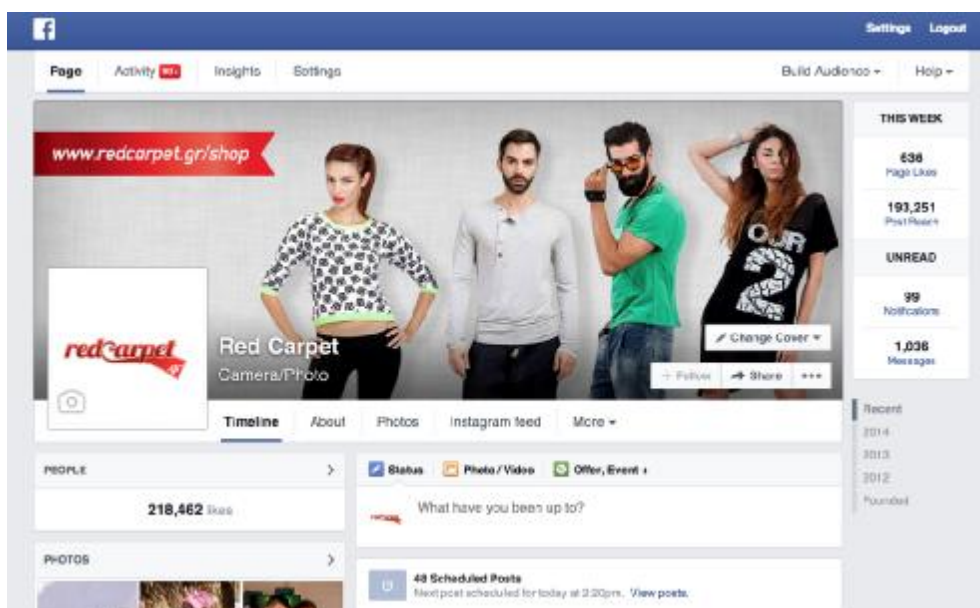 Settings Logout
Page Activity Insights Settings Build Audience Help
THIS WEEK
636
Page Likes
193,251
Post Reach
UNREAD
99
Notifications
1,036
Messages
www.redcarpet.gr/shop
OUR
2
redcarpet
.gr
Red Carpet
Camera/Photo
Change Cover
+ Follow Share
Timeline About Photos Instagram feed More
Recent
2014
2013
2012
Founded
PEOPLE
218,462 likes
PHOTOS
Status Photo / Video Offer, Event +
What have you been up to?
48 Scheduled Posts
Next post scheduled for today at 2:20pm. View posts.